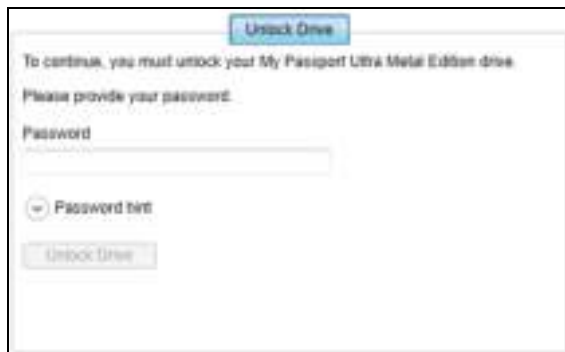 Unlock Drive
To continue, you must unlock your My Passport Ultra Metal Edition drive.
Please provide your password.
Password
Password hint
Unlock Drive